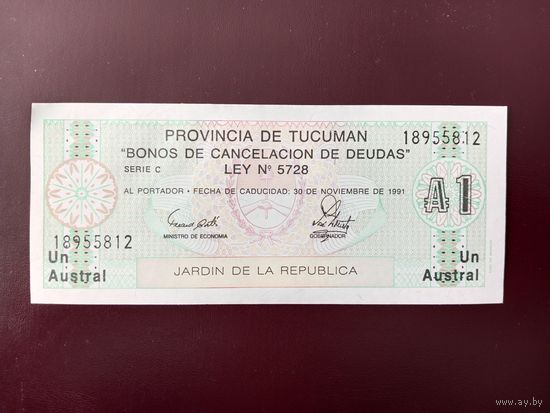 PROVINCIA DE TUCUMAN
18955812
"BONOS DE CANCELACION DE DEUDAS"
SERIE C
LEY Nº 5728
AL PORTADOR • FECHA DE CADUCIDAD: 30 DE NOVIEMBRE DE 1991
A 1
18955812
MINISTRO DE ECONOMIA
GOBERNADOR
Un
Austral
JARDIN DE LA REPUBLICA
Un
Austral
www.ay.by